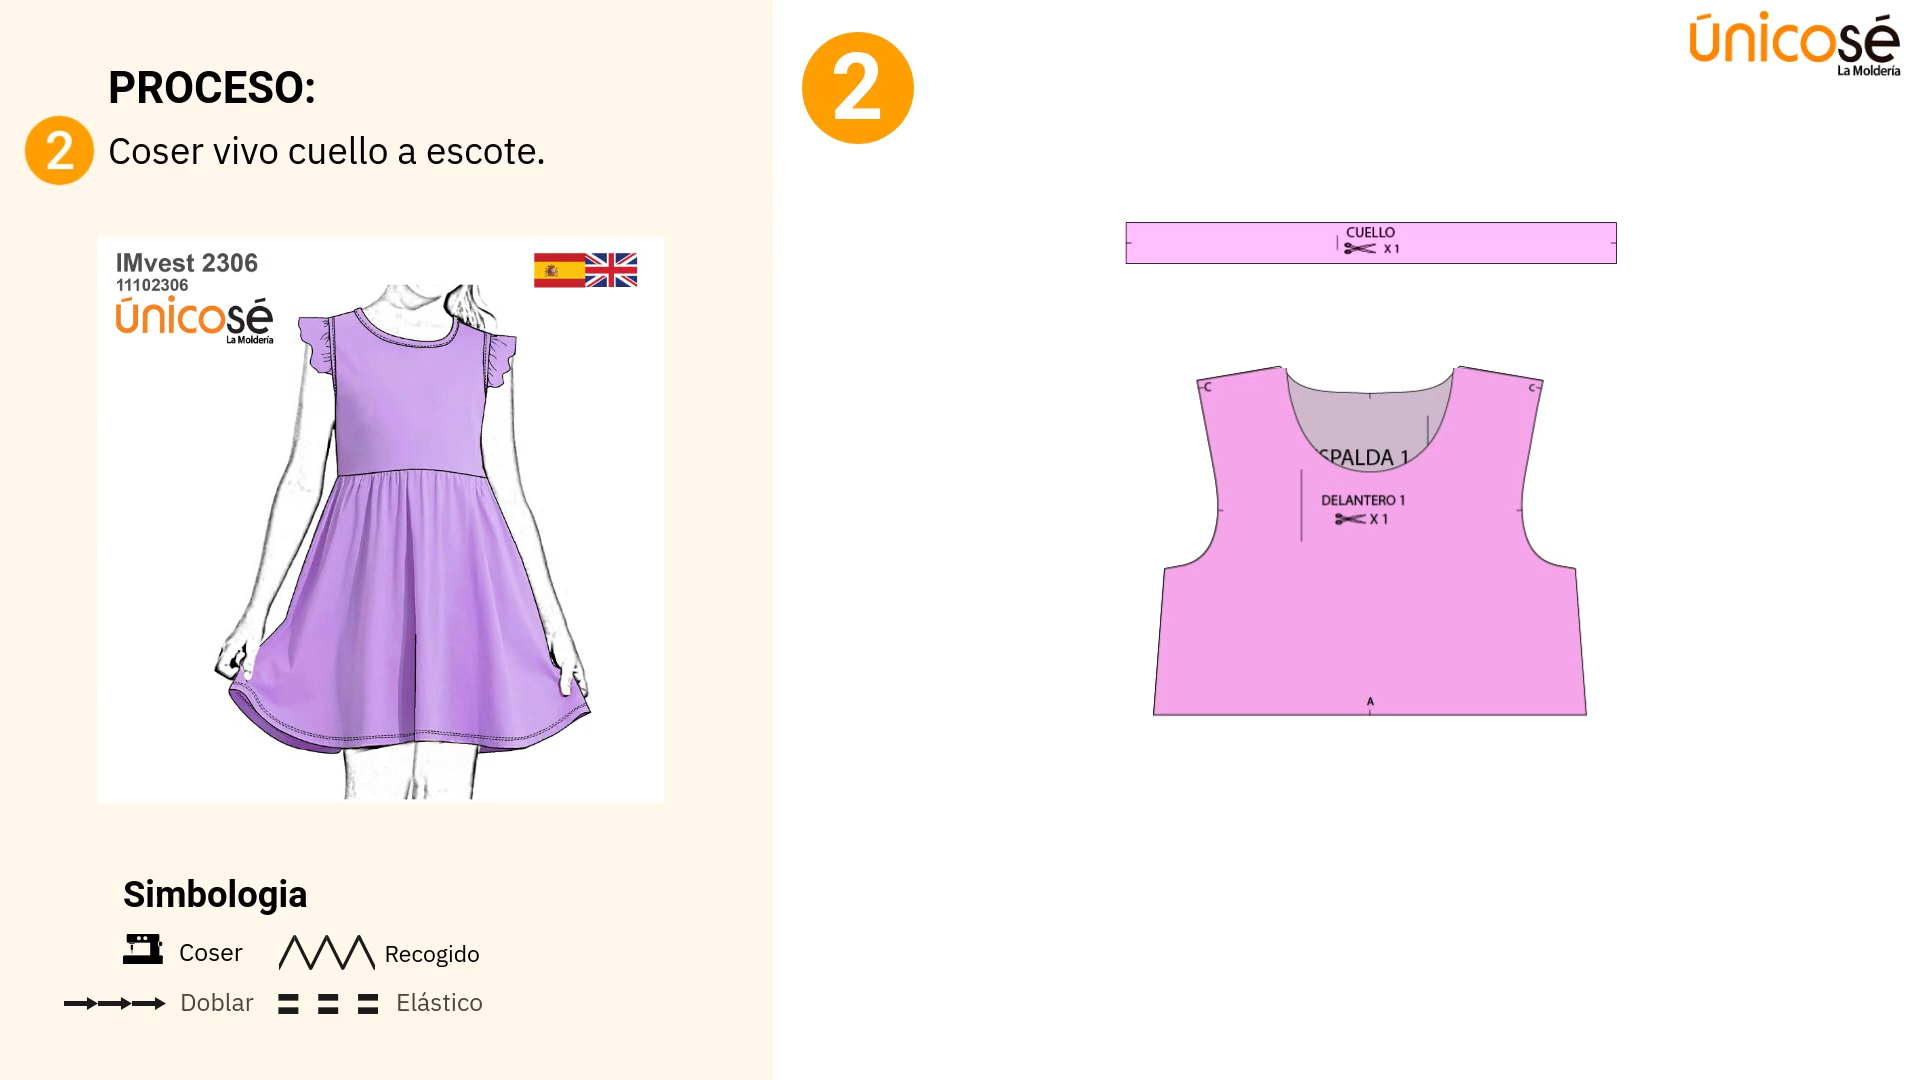 PROCESO:
2
Coser vivo cuello a escote.
IMvest 2306
11102306
únicosé
La Moldería
Simbologia
Coser
Recogido
Doblar
Elástico
2
únicosé
La Moldería
CUELLO
X 1
C
C
SPALDA 1
DELANTERO 1
X 1
A